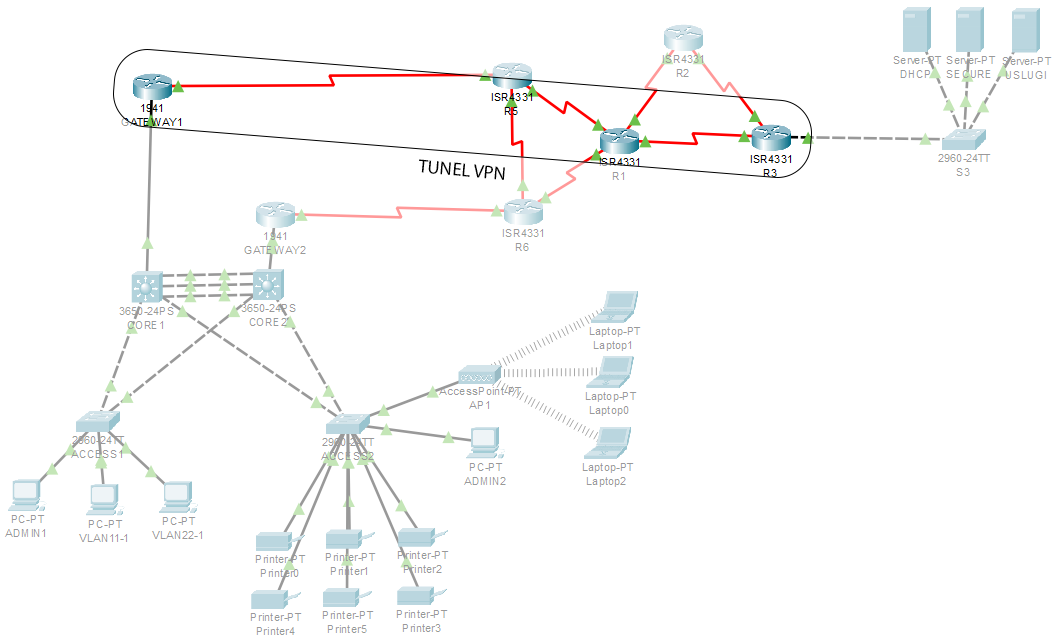 ISR4331
R2
Server-PT
DHCP
Server-PT
SECURE
Server-PT
USLUGI
1941
GATEWAY1
ISR4331
R5
ISR4331
R1
ISR4331
R3
2960-24TT
S3
TUNEL VPN
1941
GATEWAY2
ISR4331
R6
3650-24PS
CORE1
3650-24PS
CORE2
Laptop-PT
Laptop1
AccessPoint-PT
AP1
Laptop-PT
Laptop0
2960-24TT
ACCESS1
2960-24TT
ACCESS2
PC-PT
ADMIN2
Laptop-PT
Laptop2
PC-PT
ADMIN1
PC-PT
VLAN11-1
PC-PT
VLAN22-1
Printer-PT
Printer0
Printer-PT
Printer1
Printer-PT
Printer2
Printer-PT
Printer4
Printer-PT
Printer5
Printer-PT
Printer3